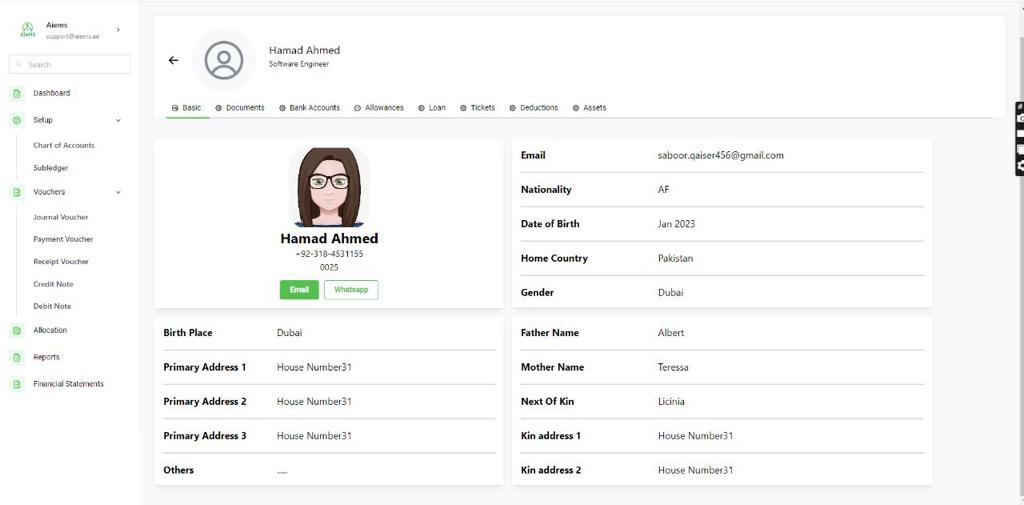 Aiems
support@aiems.ae
Search
Dashboard
Setup
Chart of Accounts
Subledger
Vouchers
Journal Voucher
Payment Voucher
Receipt Voucher
Credit Note
Debit Note
Allocation
Reports
Financial Statements
Hamad Ahmed
Software Engineer
Basic Documents Bank Accounts Allowances Loan Tickets Deductions Assets
Hamad Ahmed
+92-318-4531155
0025
Email Whatsapp
Email saboor.qaiser456@gmail.com
Nationality AF
Date of Birth Jan 2023
Home Country Pakistan
Gender Dubai
Birth Place Dubai
Primary Address 1 House Number31
Primary Address 2 House Number31
Primary Address 3 House Number31
Others .....
Father Name Albert
Mother Name Teressa
Next Of Kin Licinia
Kin address 1 House Number31
Kin address 2 House Number31